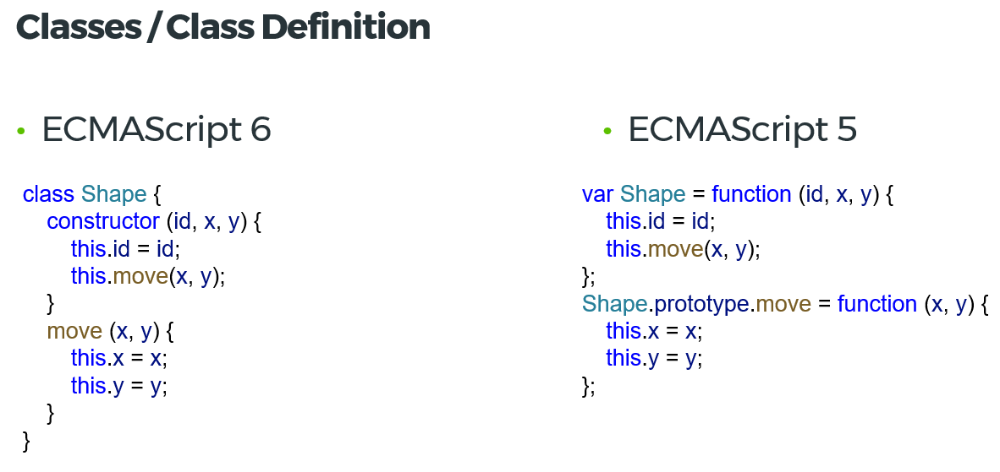 Classes / Class Definition
• ECMAScript 6
class Shape {
    constructor (id, x, y) {
        this.id = id;
        this.move(x, y);
    }
    move (x, y) {
        this.x = x;
        this.y = y;
    }
}
• ECMAScript 5
var Shape = function (id, x, y) {
    this.id = id;
    this.move(x, y);
};
Shape.prototype.move = function (x, y) {
    this.x = x;
    this.y = y;
};